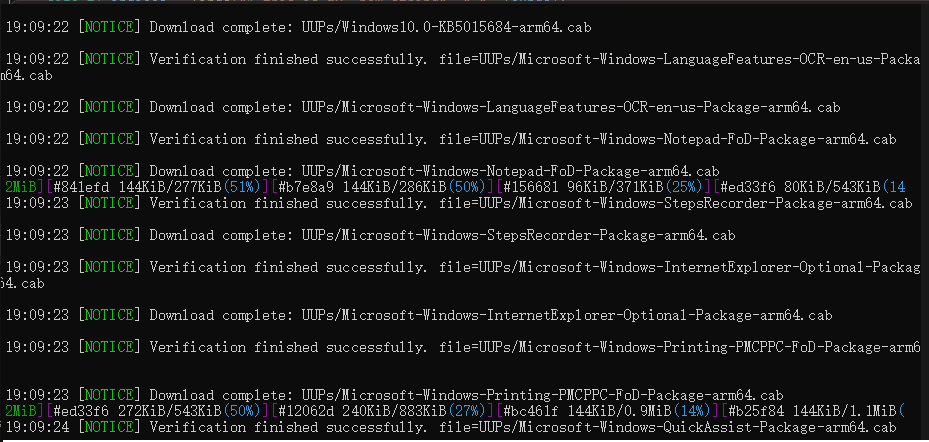 19:09:22 [NOTICE] Download complete: UUPs/Windows10.0-KB5015684-arm64.cab
19:09:22 [NOTICE] Verification finished successfully. file=UUPs/Microsoft-Windows-LanguageFeatures-OCR-en-us-Packa
m64.cab
19:09:22 [NOTICE] Download complete: UUPs/Microsoft-Windows-LanguageFeatures-OCR-en-us-Package-arm64.cab
19:09:22 [NOTICE] Verification finished successfully. file=UUPs/Microsoft-Windows-Notepad-FoD-Package-arm64.cab
19:09:22 [NOTICE] Download complete: UUPs/Microsoft-Windows-Notepad-FoD-Package-arm64.cab
2MiB][#841efd 144KiB/277KiB(51%)][#b7e8a9 144KiB/286KiB(50%)][#156681 96KiB/371KiB(25%)][#ed33f6 80KiB/543KiB(14
19:09:23 [NOTICE] Verification finished successfully. file=UUPs/Microsoft-Windows-StepsRecorder-Package-arm64.cab
19:09:23 [NOTICE] Download complete: UUPs/Microsoft-Windows-StepsRecorder-Package-arm64.cab
19:09:23 [NOTICE] Verification finished successfully. file=UUPs/Microsoft-Windows-InternetExplorer-Optional-Packag
64.cab
19:09:23 [NOTICE] Download complete: UUPs/Microsoft-Windows-InternetExplorer-Optional-Package-arm64.cab
19:09:23 [NOTICE] Verification finished successfully. file=UUPs/Microsoft-Windows-Printing-PMCPPC-FoD-Package-arm6
19:09:23 [NOTICE] Download complete: UUPs/Microsoft-Windows-Printing-PMCPPC-FoD-Package-arm64.cab
2MiB][#ed33f6 272KiB/543KiB(50%)][#12062d 240KiB/883KiB(27%)][#bc461f 144KiB/0.9MiB(14%)][#b25f84 144KiB/1.1MiB(
19:09:24 [NOTICE] Verification finished successfully. file=UUPs/Microsoft-Windows-QuickAssist-Package-arm64.cab